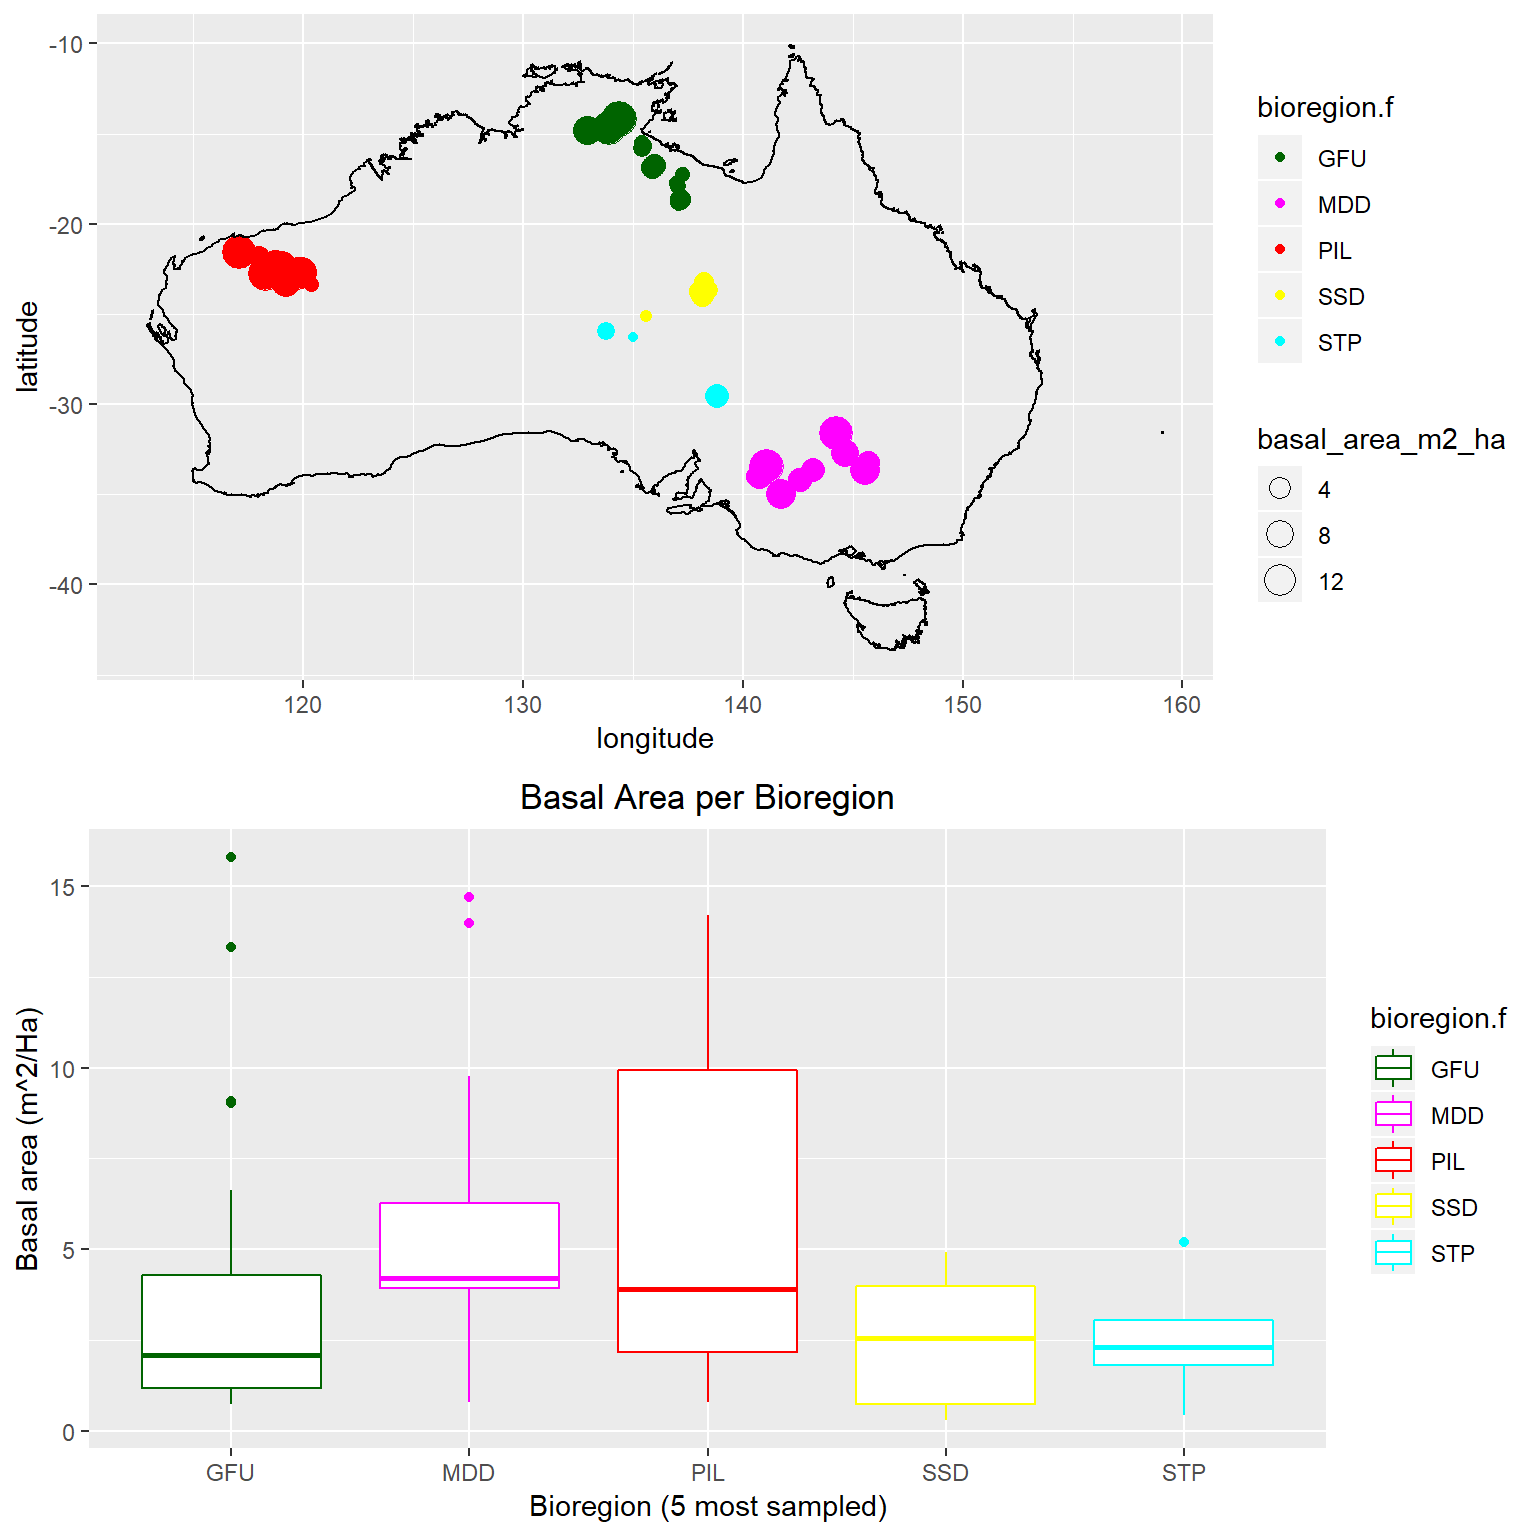 -10
-20
-30
-40
latitude
120
130
140
150
160
longitude
bioregion.f
GFU
MDD
PIL
SSD
STP
basal_area_m2_ha
4
8
12
Basal Area per Bioregion
15
10
5
0
Basal area (m^2/Ha)
GFU
MDD
PIL
SSD
STP
Bioregion (5 most sampled)
bioregion.f
GFU
MDD
PIL
SSD
STP